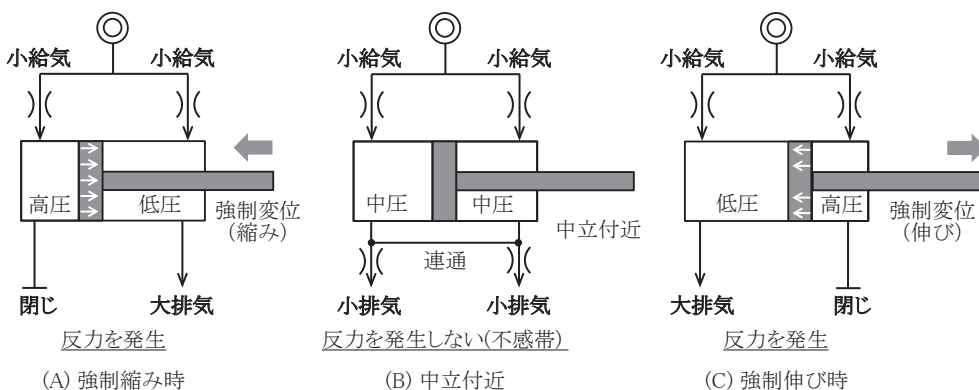 小給気 小給気
高圧 低圧
強制変位
(縮み)
閉じ 大排気
反力を発生
(A) 強制縮み時
小給気 小給気
中圧 中圧
中立付近
連通
小排気 小排気
反力を発生しない(不感帯)
(B) 中立付近
小給気 小給気
低圧 高圧
強制変位
(伸び)
大排気 閉じ
反力を発生
(C) 強制伸び時